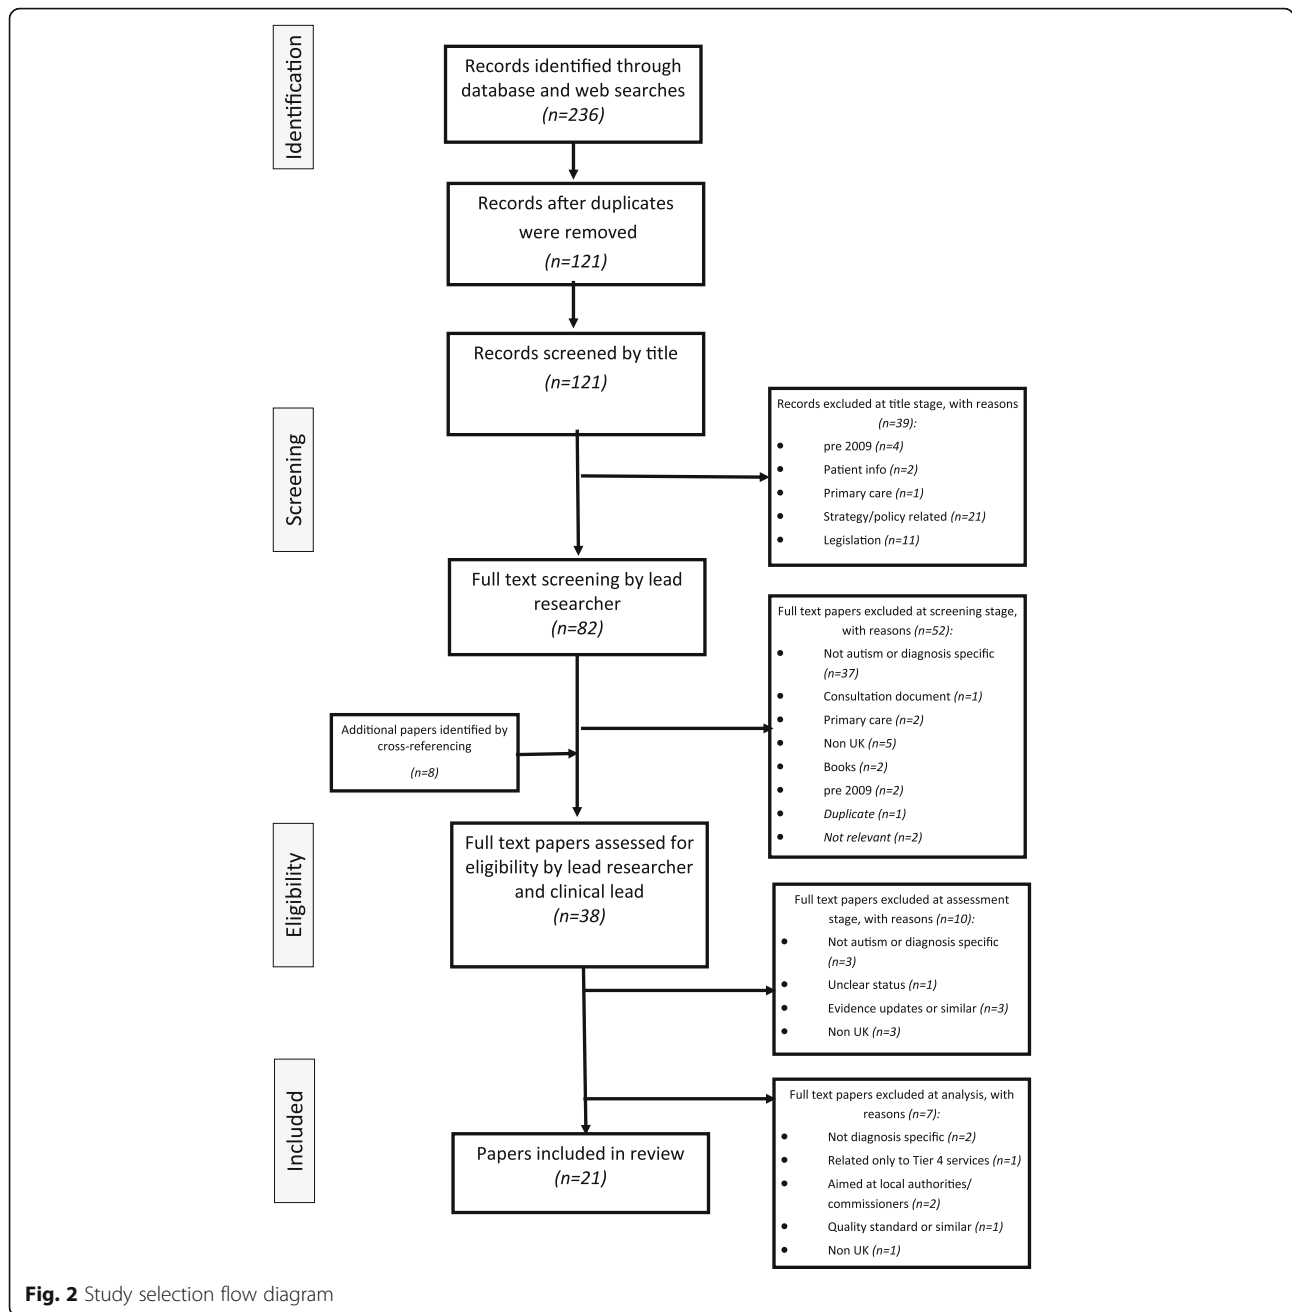 Identification
Records identified through
database and web searches
(n=236)
Records after duplicates
were removed
(n=121)
Records screened by title
(n=121)
Screening
Records excluded at title stage, with reasons
(n=39):
• pre 2009 (n=4)
• Patient info (n=2)
• Primary care (n=1)
• Strategy/policy related (n=21)
• Legislation (n=11)
Full text screening by lead
researcher
(n=82)
Full text papers excluded at screening stage,
with reasons (n=52):
• Not autism or diagnosis specific
(n=37)
• Consultation document (n=1)
• Primary care (n=2)
• Non UK (n=5)
• Books (n=2)
• pre 2009 (n=2)
• Duplicate (n=1)
• Not relevant (n=2)
Additional papers identified by
cross-referencing
(n=8)
Eligibility
Full text papers assessed for
eligibility by lead researcher
and clinical lead
(n=38)
Full text papers excluded at assessment
stage, with reasons (n=10):
• Not autism or diagnosis specific
(n=3)
• Unclear status (n=1)
• Evidence updates or similar (n=3)
• Non UK (n=3)
Included
Full text papers excluded at analysis, with
reasons (n=7):
• Not diagnosis specific (n=2)
• Related only to Tier 4 services (n=1)
• Aimed at local authorities/
commissioners (n=2)
• Quality standard or similar (n=1)
• Non UK (n=1)
Papers included in review
(n=21)
Fig. 2 Study selection flow diagram